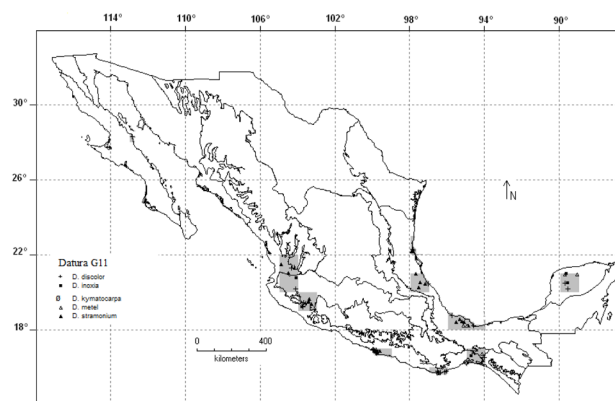 114° 110° 106° 102° 98° 94° 90°
30°
26°
N
22°
Datura G11
D. discolor
D. inoxia
D. kymatocarpa
D. metel
D. stramonium
18°
0 400
kilometers